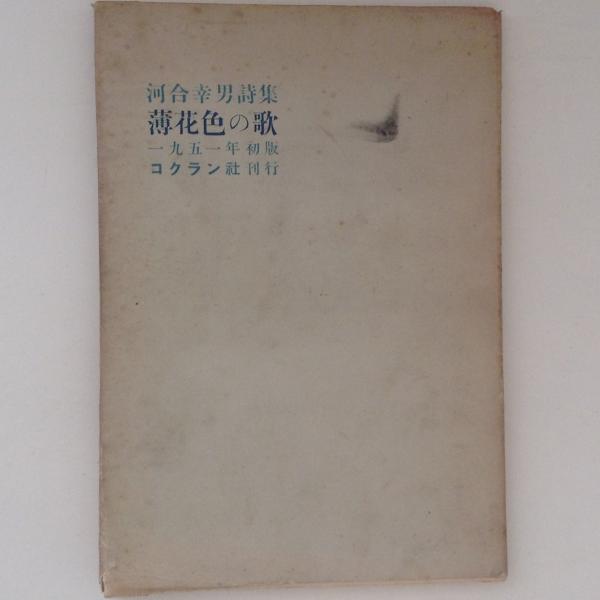 河合幸男詩集
薄花色の歌
一九五一年初版
コクラン社刊行